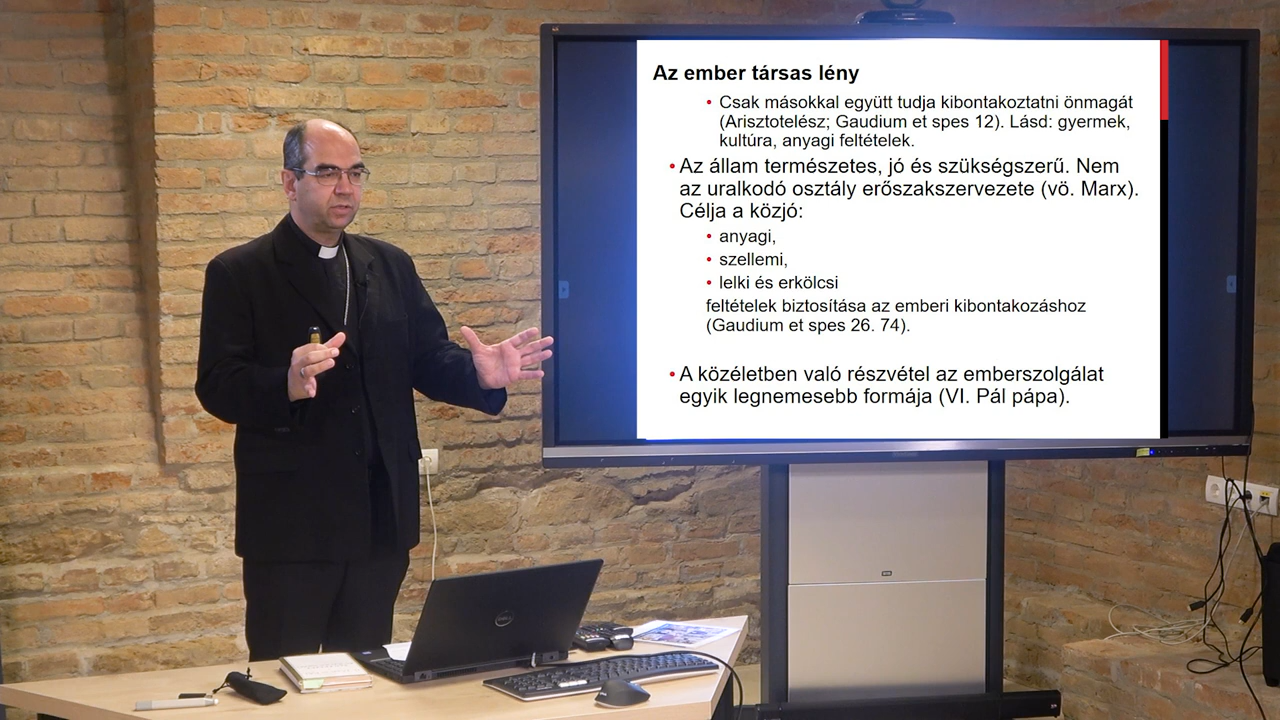 Az ember társas lény
• Csak másokkal együtt tudja kibontakoztatni önmagát
(Arisztotelész; Gaudium et spes 12). Lásd: gyermek,
kultúra, anyagi feltételek.
• Az állam természetes, jó és szükségszerű. Nem
az uralkodó osztály erőszakszervezete (vö. Marx).
Célja a közjó:
• anyagi,
• szellemi,
• lelki és erkölcsi
feltételek biztosítása az emberi kibontakozáshoz
(Gaudium et spes 26. 74).
• A közéletben való részvétel az emberszolgálat
egyik legnemesebb formája (VI. Pál pápa).
DELL